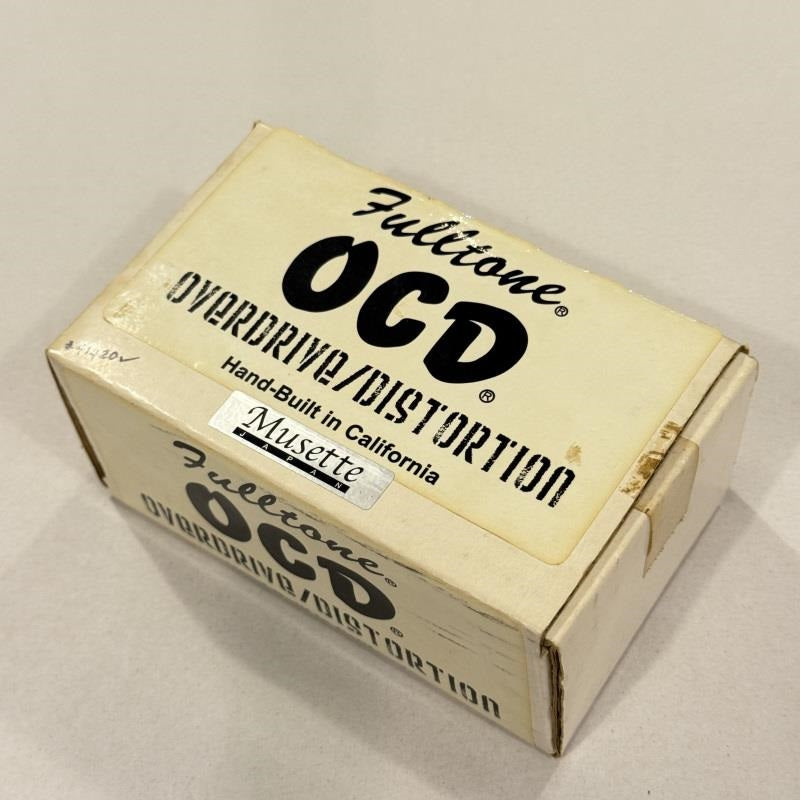 Fulltone®
OCD®
OVERDRIVE/DISTORTION
Hand-Built in California
Musette
JAPAN
Fulltone®
OCD®
OVERDRIVE/DISTORTION